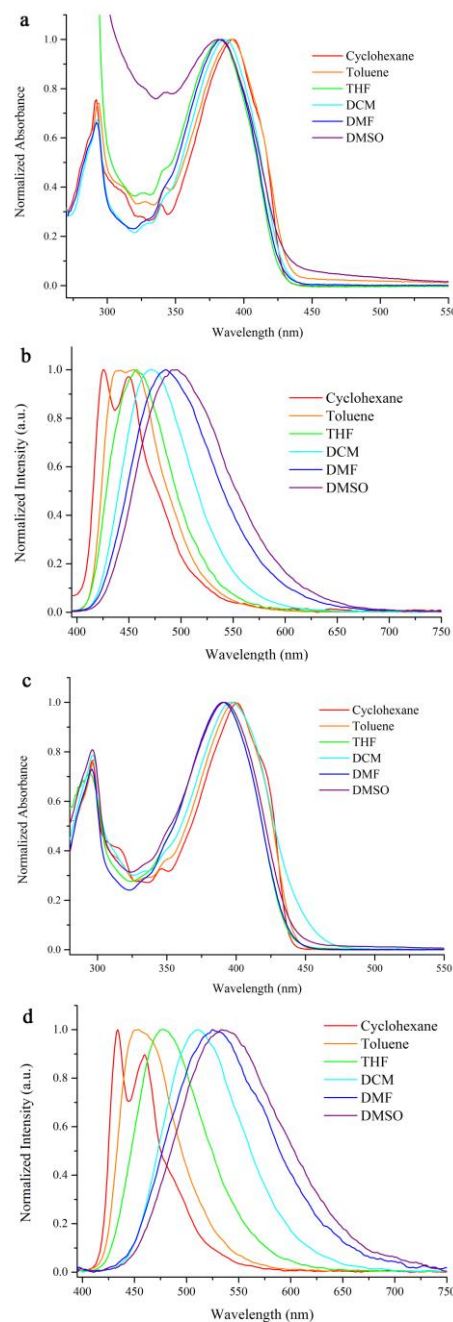 a
Cyclohexane
Toluene
THF
DCM
DMF
DMSO
Normalized Absorbance
1.0
0.8
0.6
0.4
0.2
0.0
300 350 400 450 500 550
Wavelength (nm)
b
Cyclohexane
Toluene
THF
DCM
DMF
DMSO
Normalized Intensity (a.u.)
1.0
0.8
0.6
0.4
0.2
0.0
400 450 500 550 600 650 700 750
Wavelength (nm)
c
Cyclohexane
Toluene
THF
DCM
DMF
DMSO
Normalized Absorbance
1.0
0.8
0.6
0.4
0.2
0.0
300 350 400 450 500 550
Wavelength (nm)
d
Cyclohexane
Toluene
THF
DCM
DMF
DMSO
Normalized Intensity (a.u.)
1.0
0.8
0.6
0.4
0.2
0.0
400 450 500 550 600 650 700 750
Wavelength (nm)